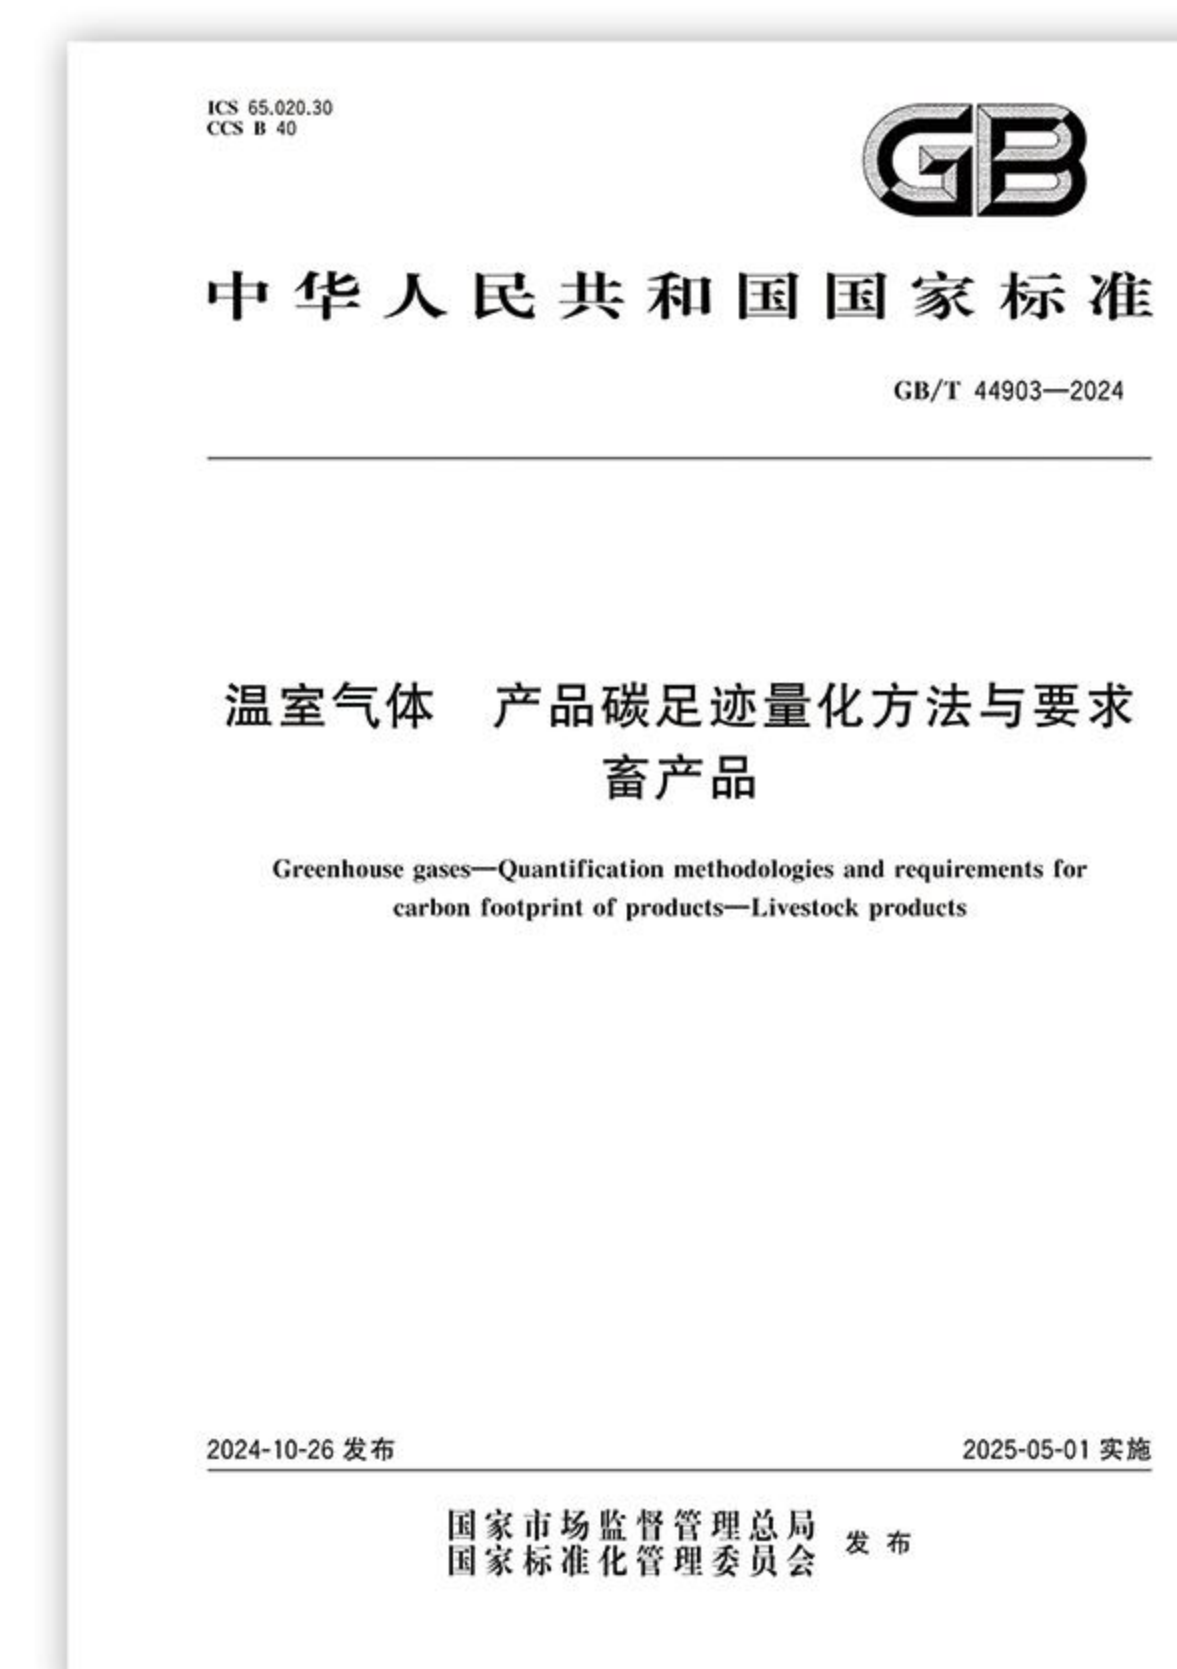 ICS 65.020.30
CCS B 40
GB
中华人民共和国国家标准
GB/T 44903—2024
温室气体　产品碳足迹量化方法与要求
畜产品
Greenhouse gases—Quantification methodologies and requirements for
carbon footprint of products—Livestock products
2024-10-26 发布
2025-05-01 实施
国家市场监督管理总局
国家标准化管理委员会
发布